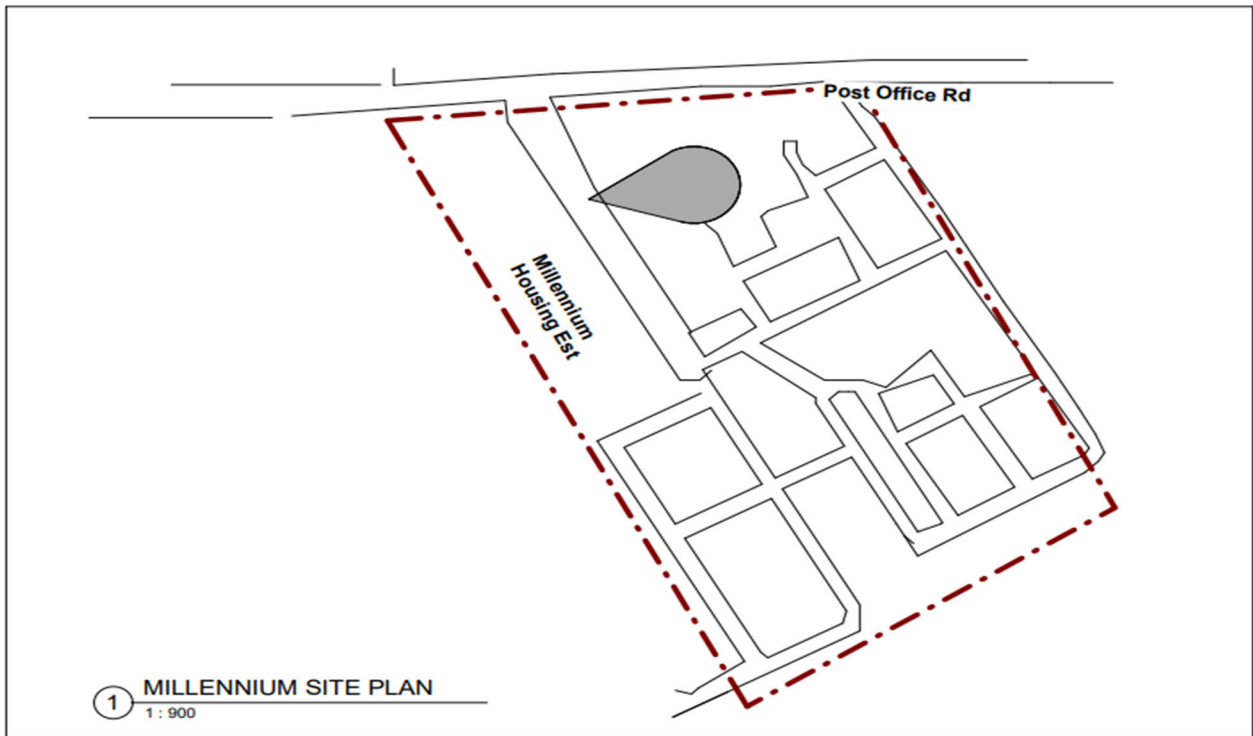 Post Office Rd
Millennium
Housing Est
1
MILLENNIUM SITE PLAN
1 : 900